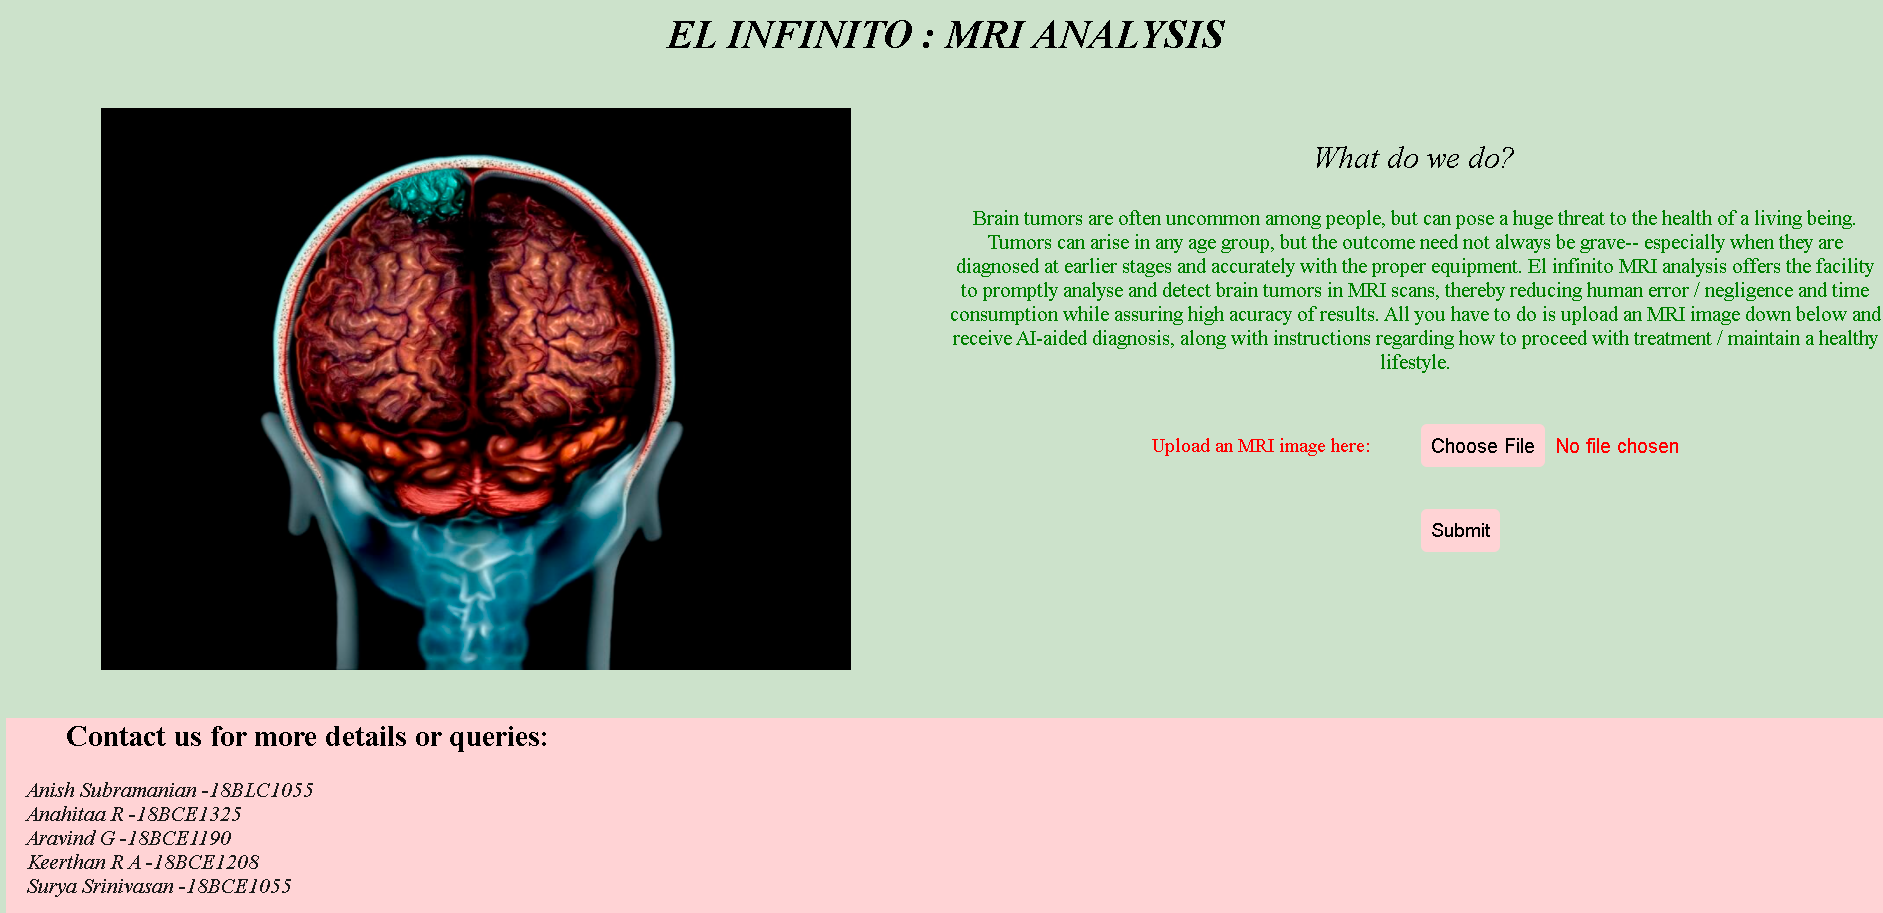 EL INFINITO : MRI ANALYSIS
What do we do?
Brain tumors are often uncommon among people, but can pose a huge threat to the health of a living being.
Tumors can arise in any age group, but the outcome need not always be grave-- especially when they are
diagnosed at earlier stages and accurately with the proper equipment. El infinito MRI analysis offers the facility
to promptly analyse and detect brain tumors in MRI scans, thereby reducing human error / negligence and time
consumption while assuring high acuracy of results. All you have to do is upload an MRI image down below and
receive AI-aided diagnosis, along with instructions regarding how to proceed with treatment / maintain a healthy
lifestyle.
Upload an MRI image here: Choose File No file chosen
Submit
Contact us for more details or queries:
Anish Subramanian -18BLC1055
Anahitaa R -18BCE1325
Aravind G -18BCE1190
Keerthan R A -18BCE1208
Surya Srinivasan -18BCE1055